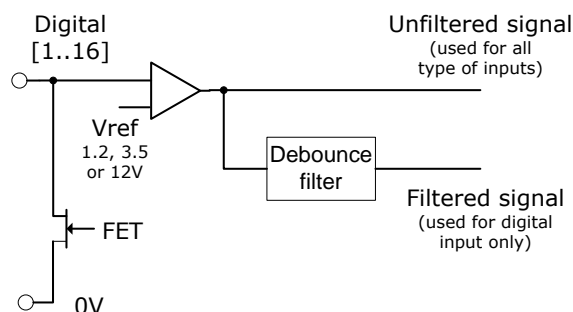 Digital
[1..16]
Unfiltered signal
(used for all
type of inputs)
Vref
1.2, 3.5
or 12V
Debounce
filter
Filtered signal
(used for digital
input only)
FET
0V